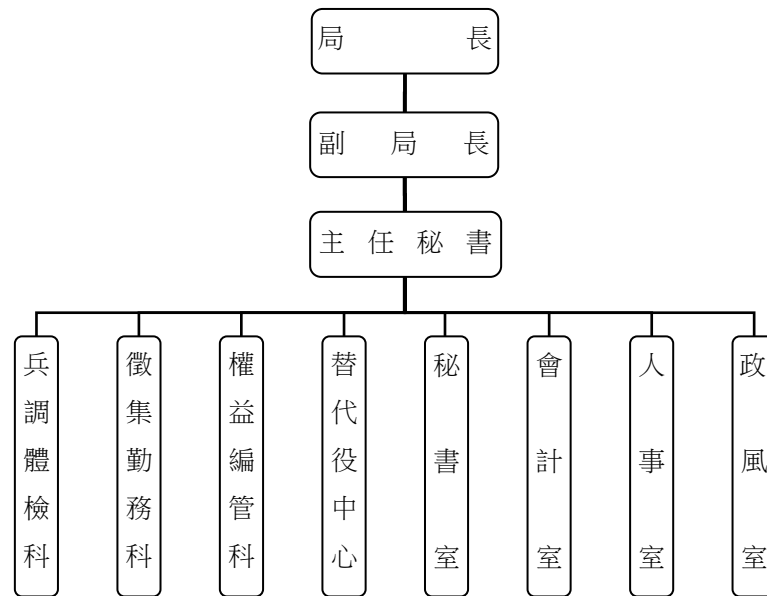 局長
副局長
主任秘書
兵調體檢科
徵集勤務科
權益編管科
替代役中心
秘書室
會計室
人事室
政風室